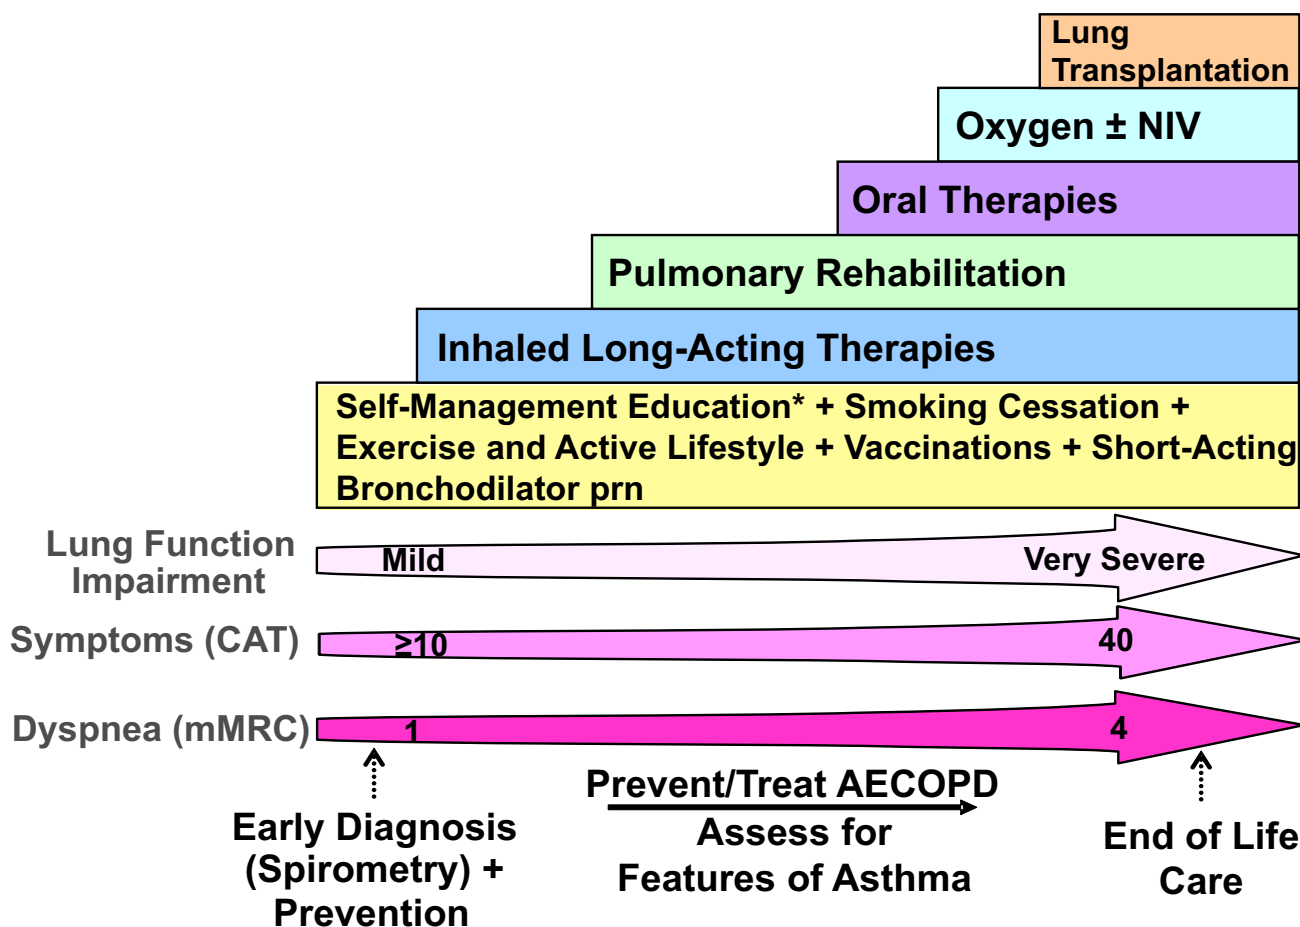 Lung
Transplantation
Oxygen ± NIV
Oral Therapies
Pulmonary Rehabilitation
Inhaled Long-Acting Therapies
Self-Management Education* + Smoking Cessation +
Exercise and Active Lifestyle + Vaccinations + Short-Acting
Bronchodilator prn
Lung Function
Impairment
Mild
Very Severe
Symptoms (CAT)
≥10
40
Dyspnea (mMRC)
1
4
Early Diagnosis
(Spirometry) +
Prevention
Prevent/Treat AECOPD
Assess for
Features of Asthma
End of Life
Care